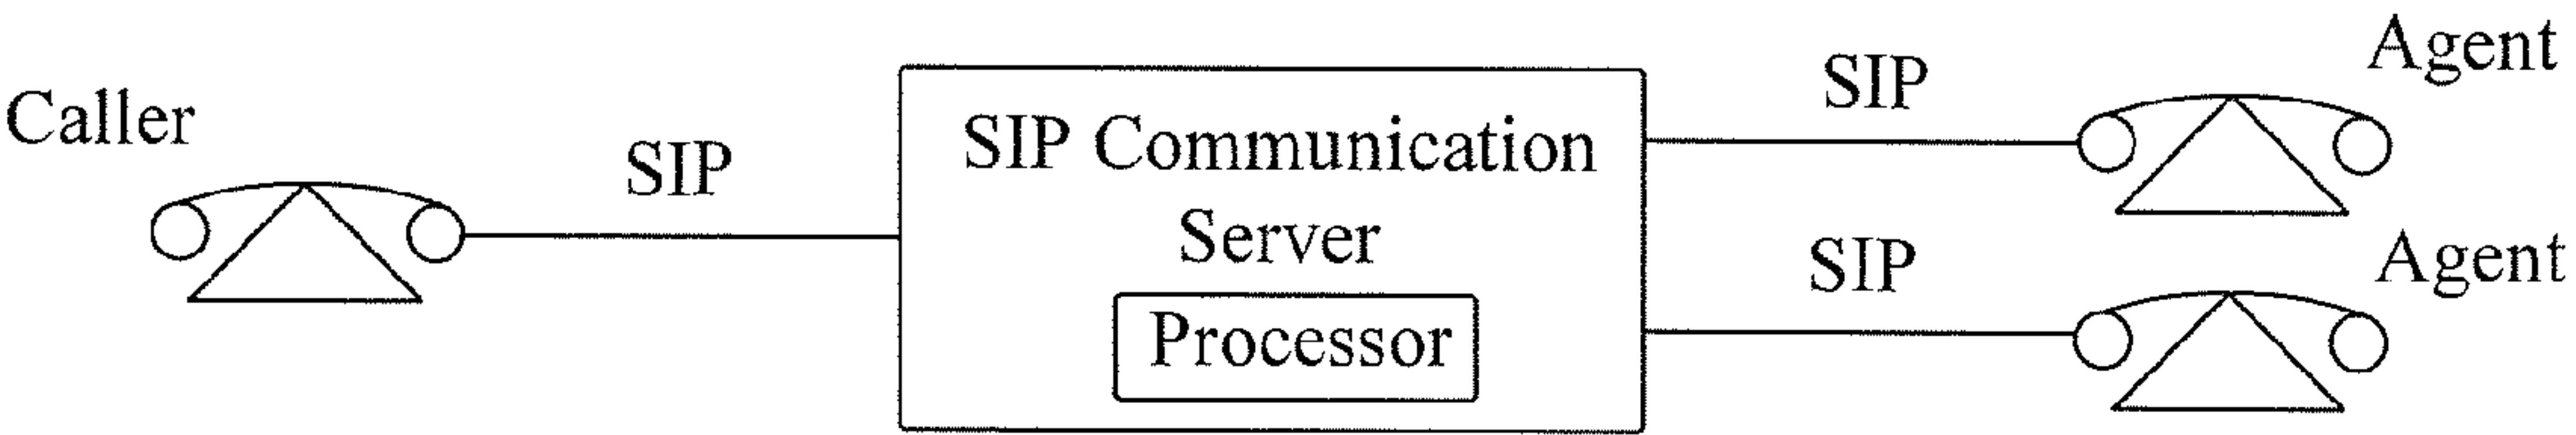 Caller
SIP
SIP Communication
Server
Processor
SIP
Agent
SIP
Agent